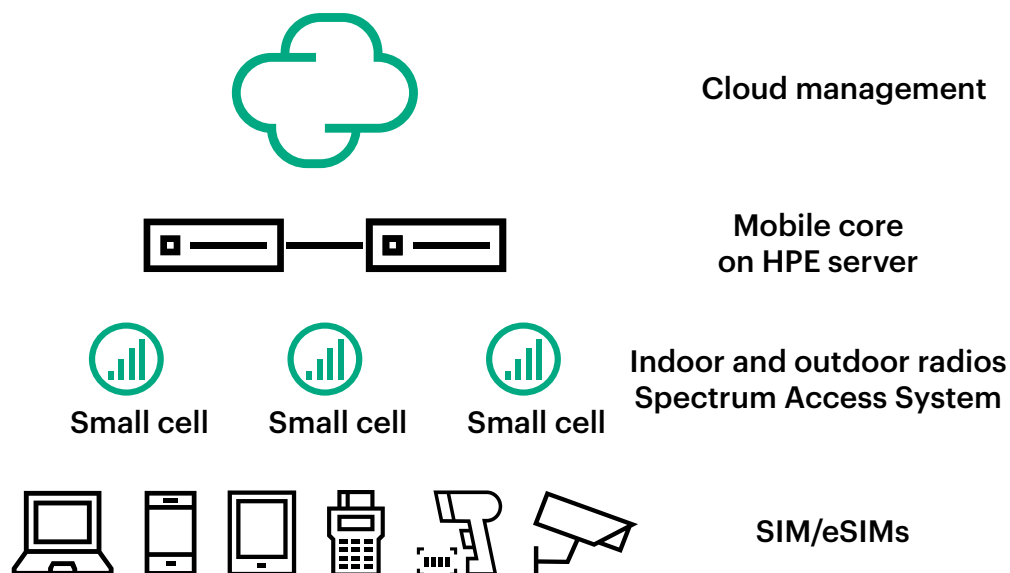 Cloud management
Mobile core
on HPE server
Indoor and outdoor radios
Spectrum Access System
Small cell
Small cell
Small cell
SIM/eSIMs